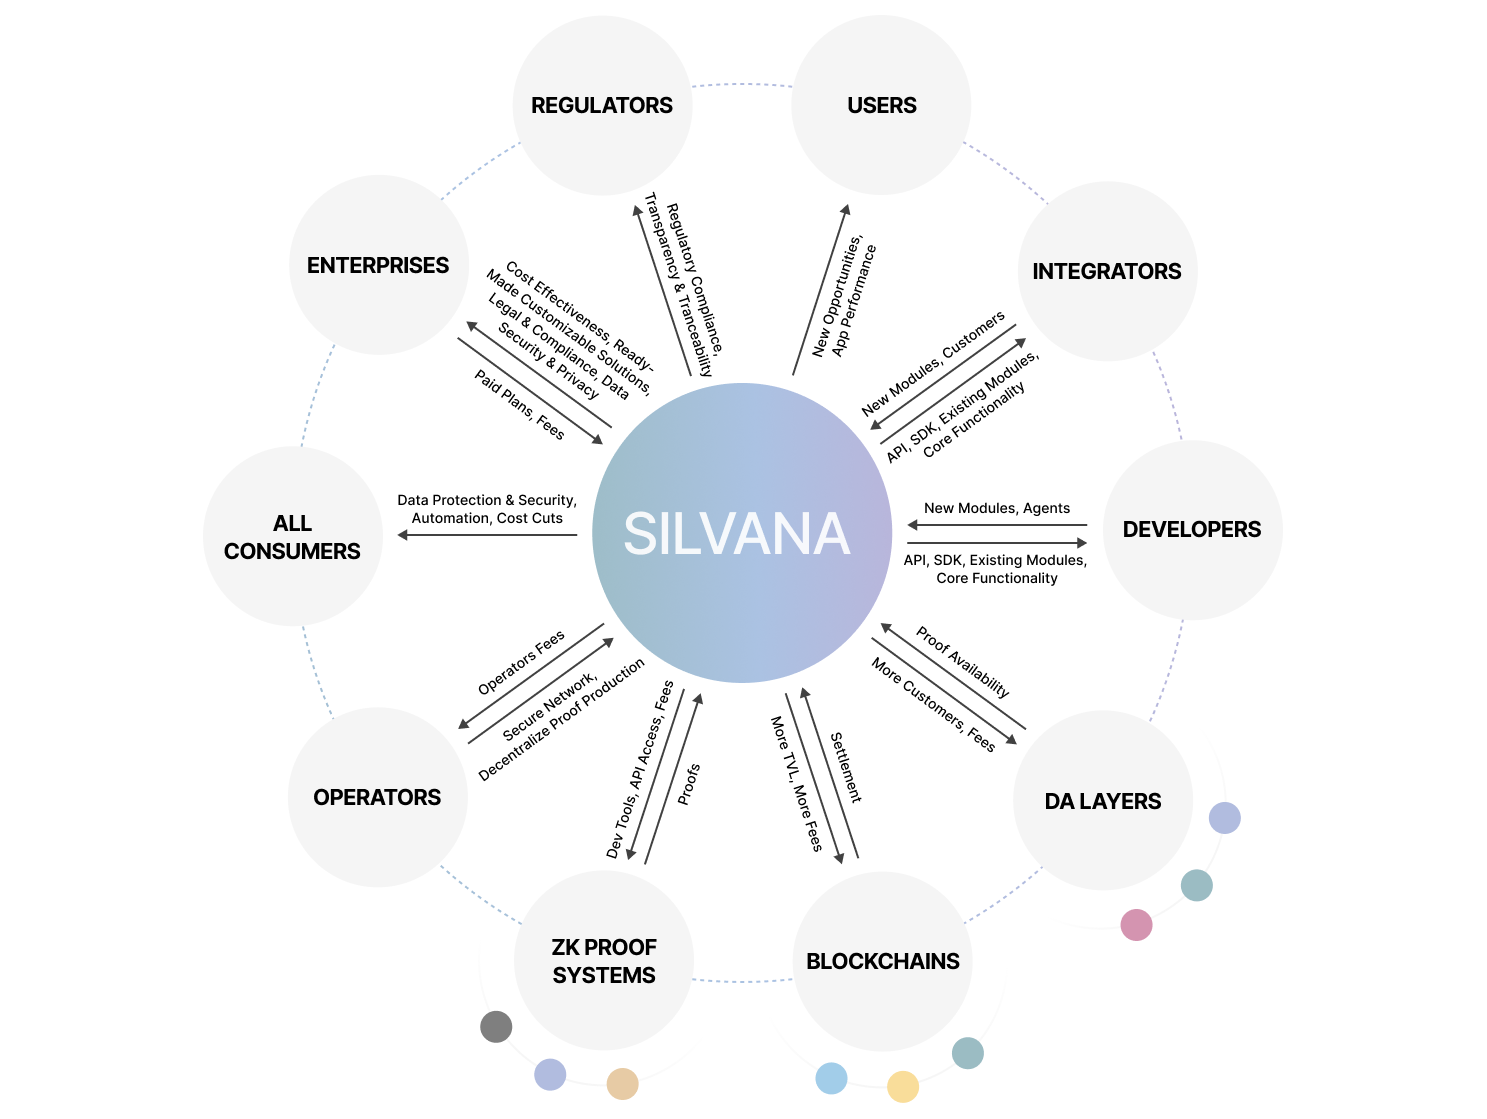 REGULATORS
USERS
ENTERPRISES
INTEGRATORS
Regulatory Compliance,
Transparency & Tranceability
New Opportunities,
App Performance
Cost Effectiveness, Ready-
Made Customizable Solutions,
Legal & Compliance, Data
Security & Privacy
Paid Plans, Fees
New Modules, Customers
API, SDK, Existing Modules,
Core Functionality
ALL
CONSUMERS
Data Protection & Security,
Automation, Cost Cuts
SILVANA
New Modules, Agents
API, SDK, Existing Modules,
Core Functionality
DEVELOPERS
Operators Fees
Secure Network,
Decentralize Proof Production
Dev Tools, API Access, Fees
Proofs
More TVL, More Fees
Settlement
Proof Availability
More Customers, Fees
OPERATORS
DA LAYERS
ZK PROOF
SYSTEMS
BLOCKCHAINS